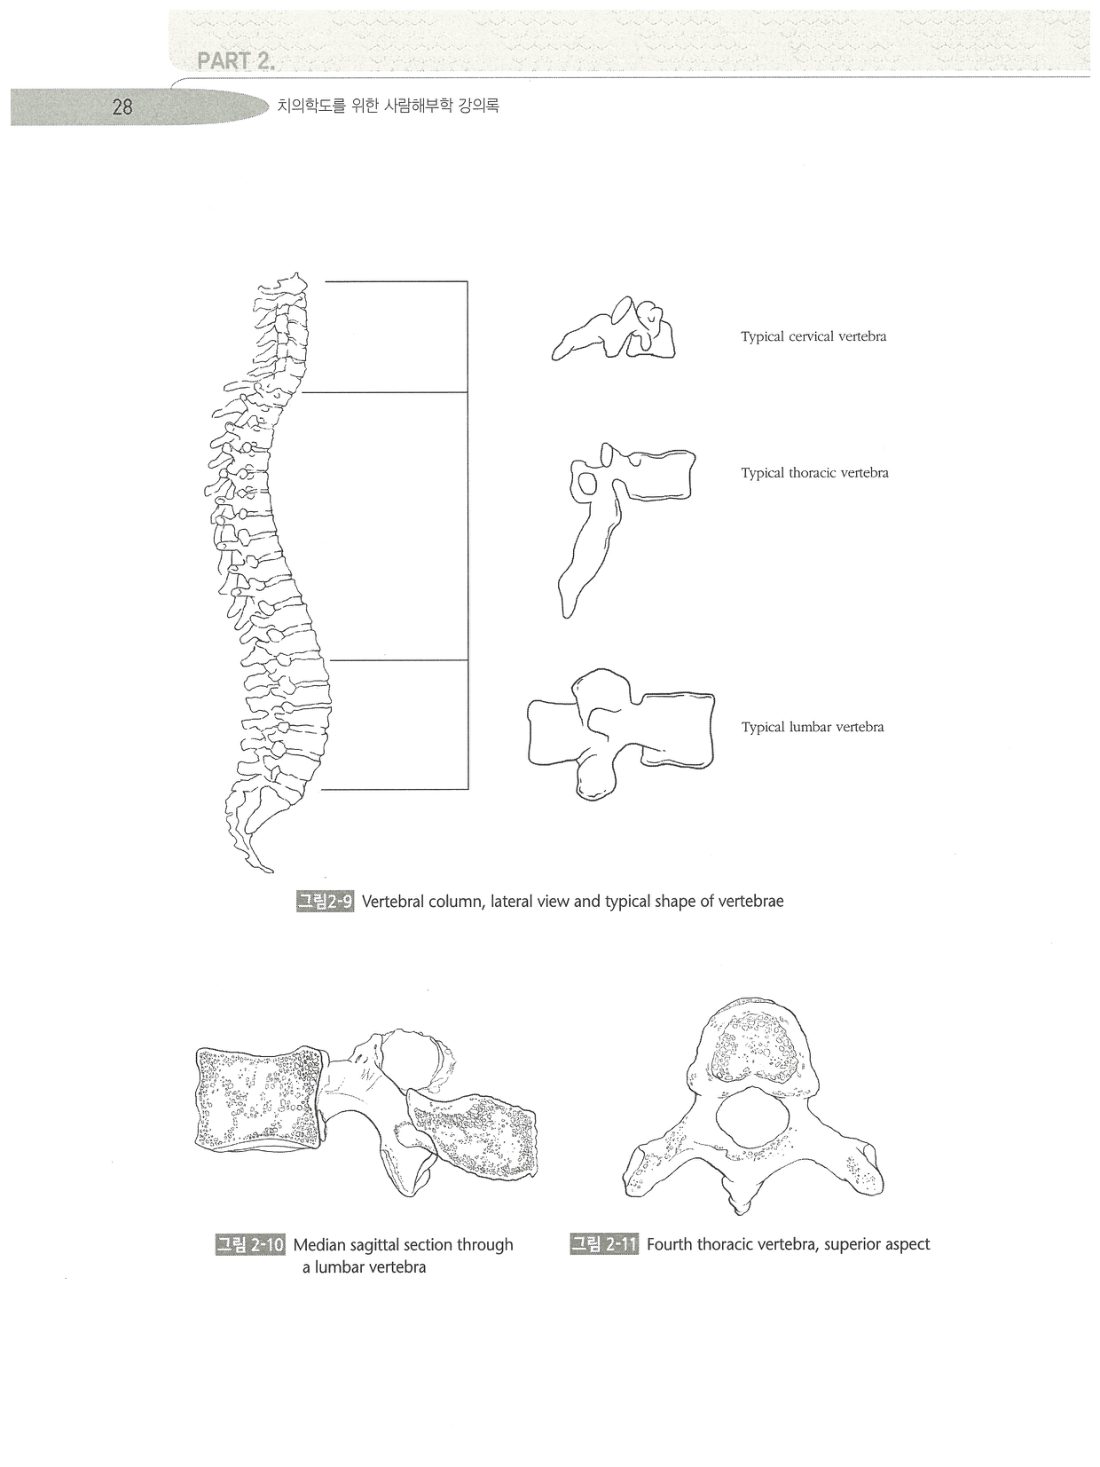 PART 2.
28
치의학도를 위한 사람해부학 강의록
Typical cervical vertebra
Typical thoracic vertebra
Typical lumbar vertebra
그림2-9 Vertebral column, lateral view and typical shape of vertebrae
그림 2-10 Median sagittal section through
a lumbar vertebra
그림 2-11 Fourth thoracic vertebra, superior aspect